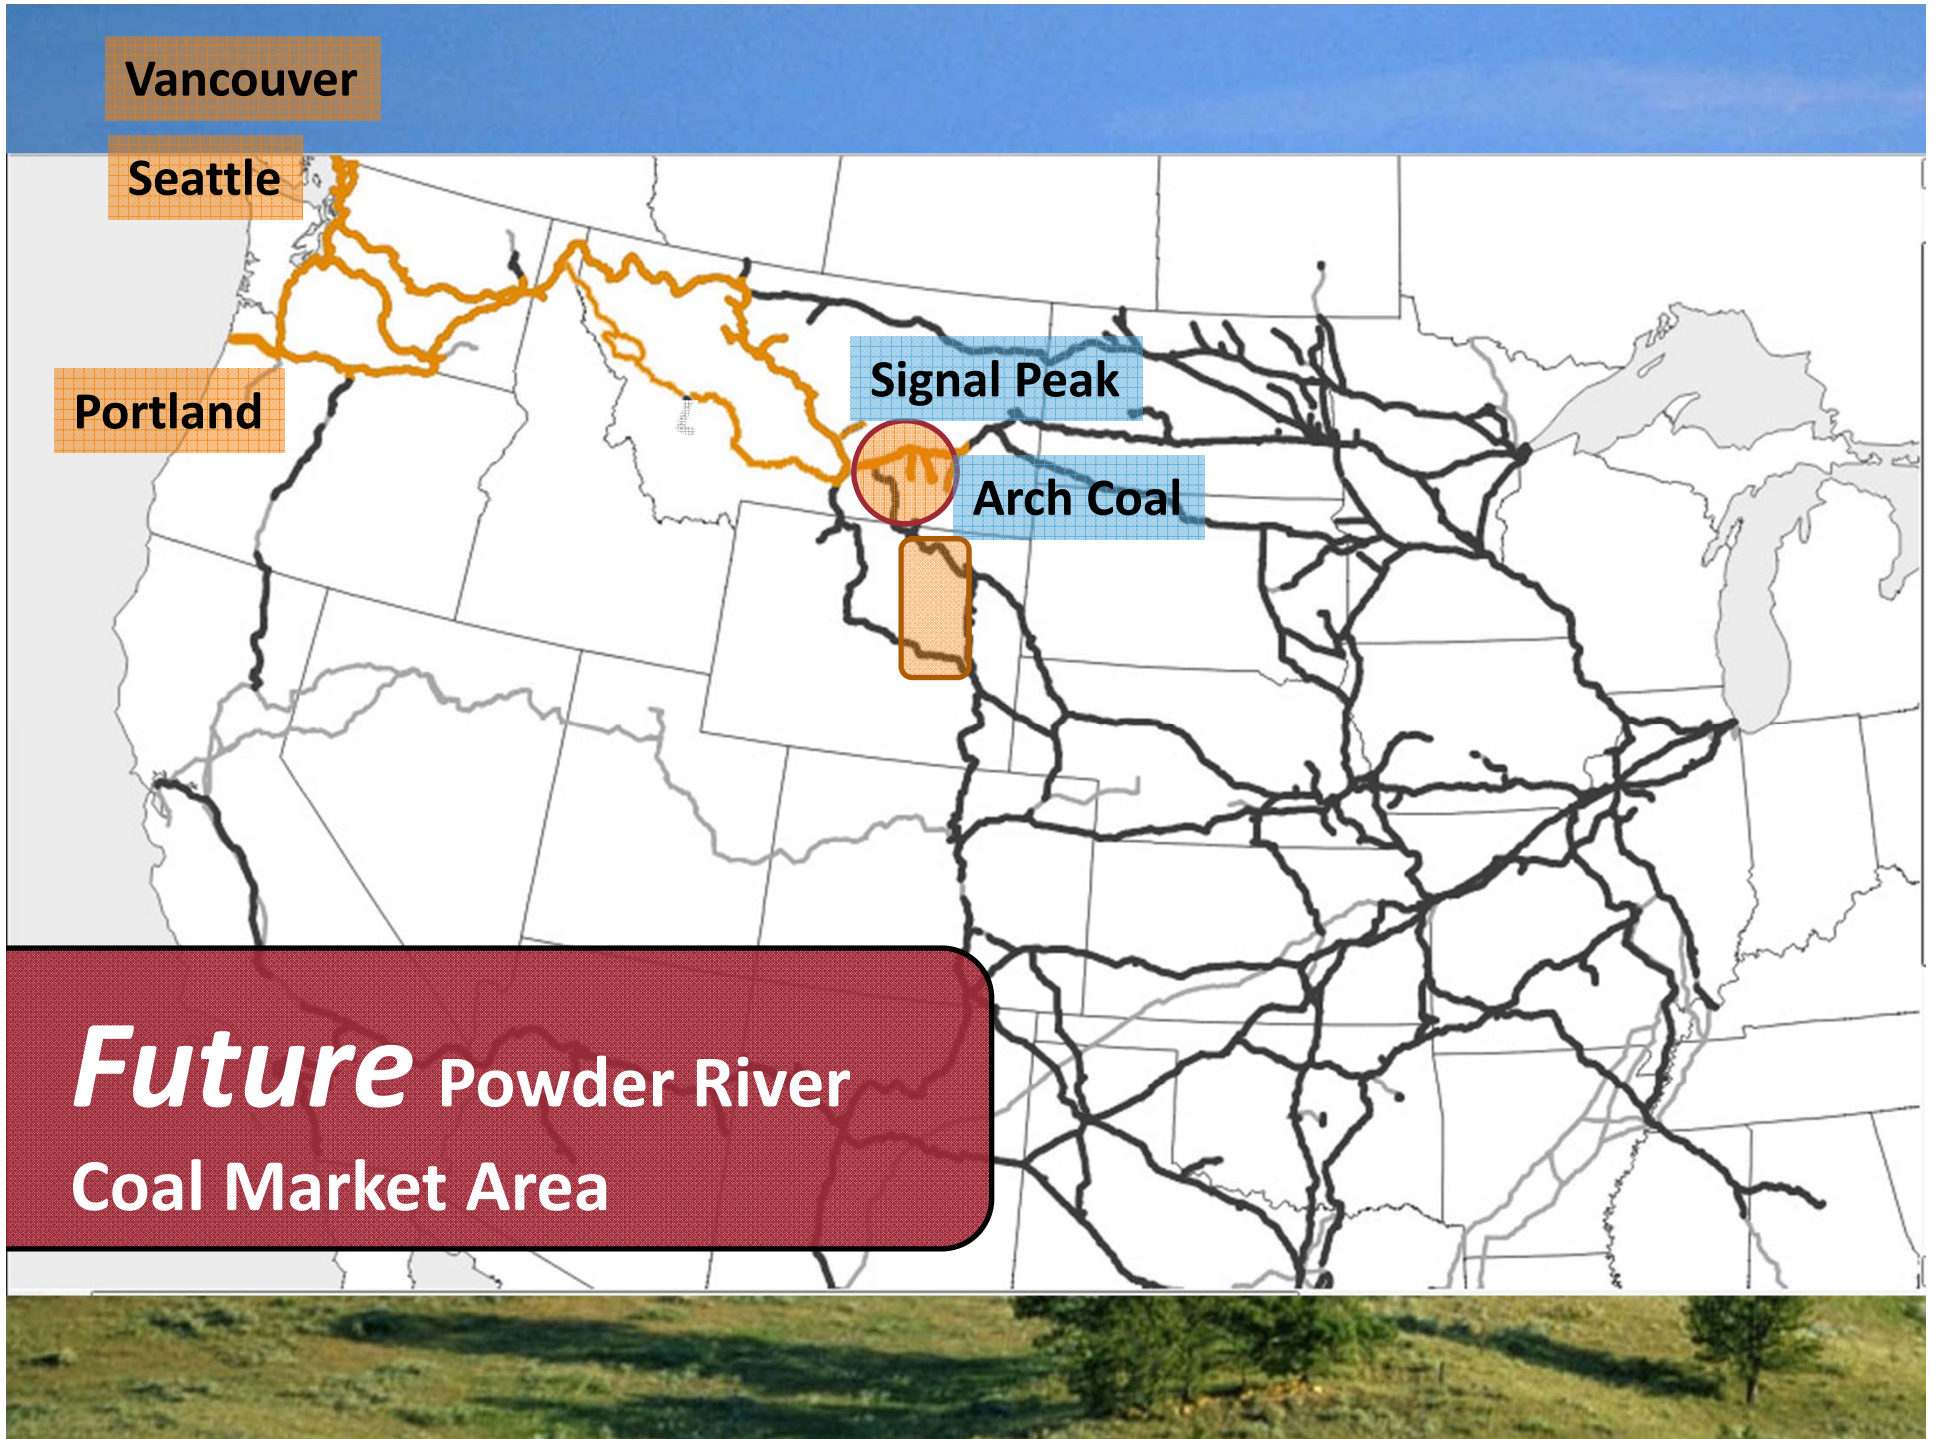 Vancouver
Seattle
Portland
Signal Peak
Arch Coal
Future Powder River
Coal Market Area